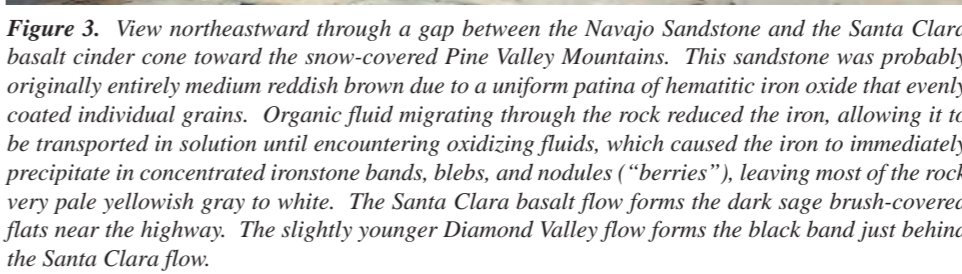 Figure 3. View northeastward through a gap between the Navajo Sandstone and the Santa Clara
basalt cinder cone toward the snow-covered Pine Valley Mountains. This sandstone was probably
originally entirely medium reddish brown due to a uniform patina of hematitic iron oxide that evenly
coated individual grains. Organic fluid migrating through the rock reduced the iron, allowing it to
be transported in solution until encountering oxidizing fluids, which caused the iron to immediately
precipitate in concentrated ironstone bands, blebs, and nodules (“berries”), leaving most of the rock
very pale yellowish gray to white. The Santa Clara basalt flow forms the dark sage brush-covered
flats near the highway. The slightly younger Diamond Valley flow forms the black band just behind
the Santa Clara flow.